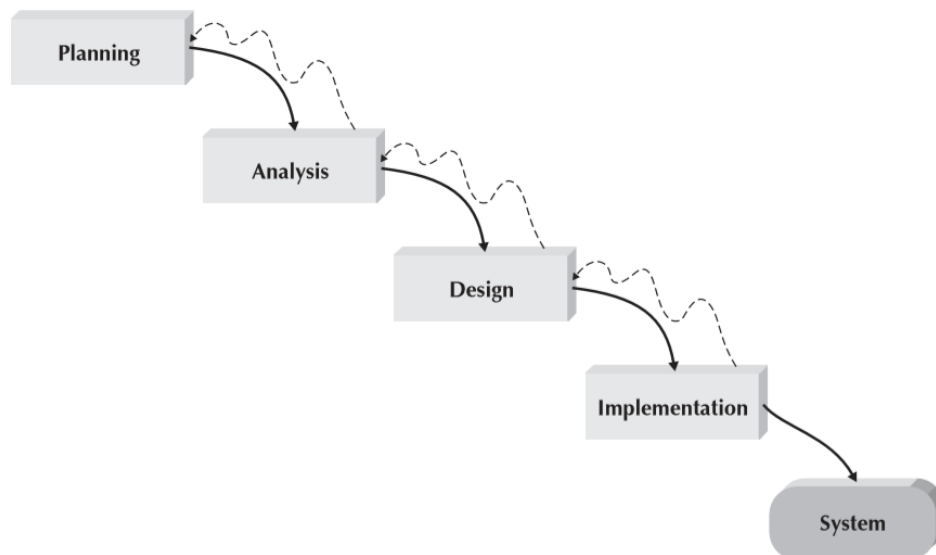 Planning
Analysis
Design
Implementation
System